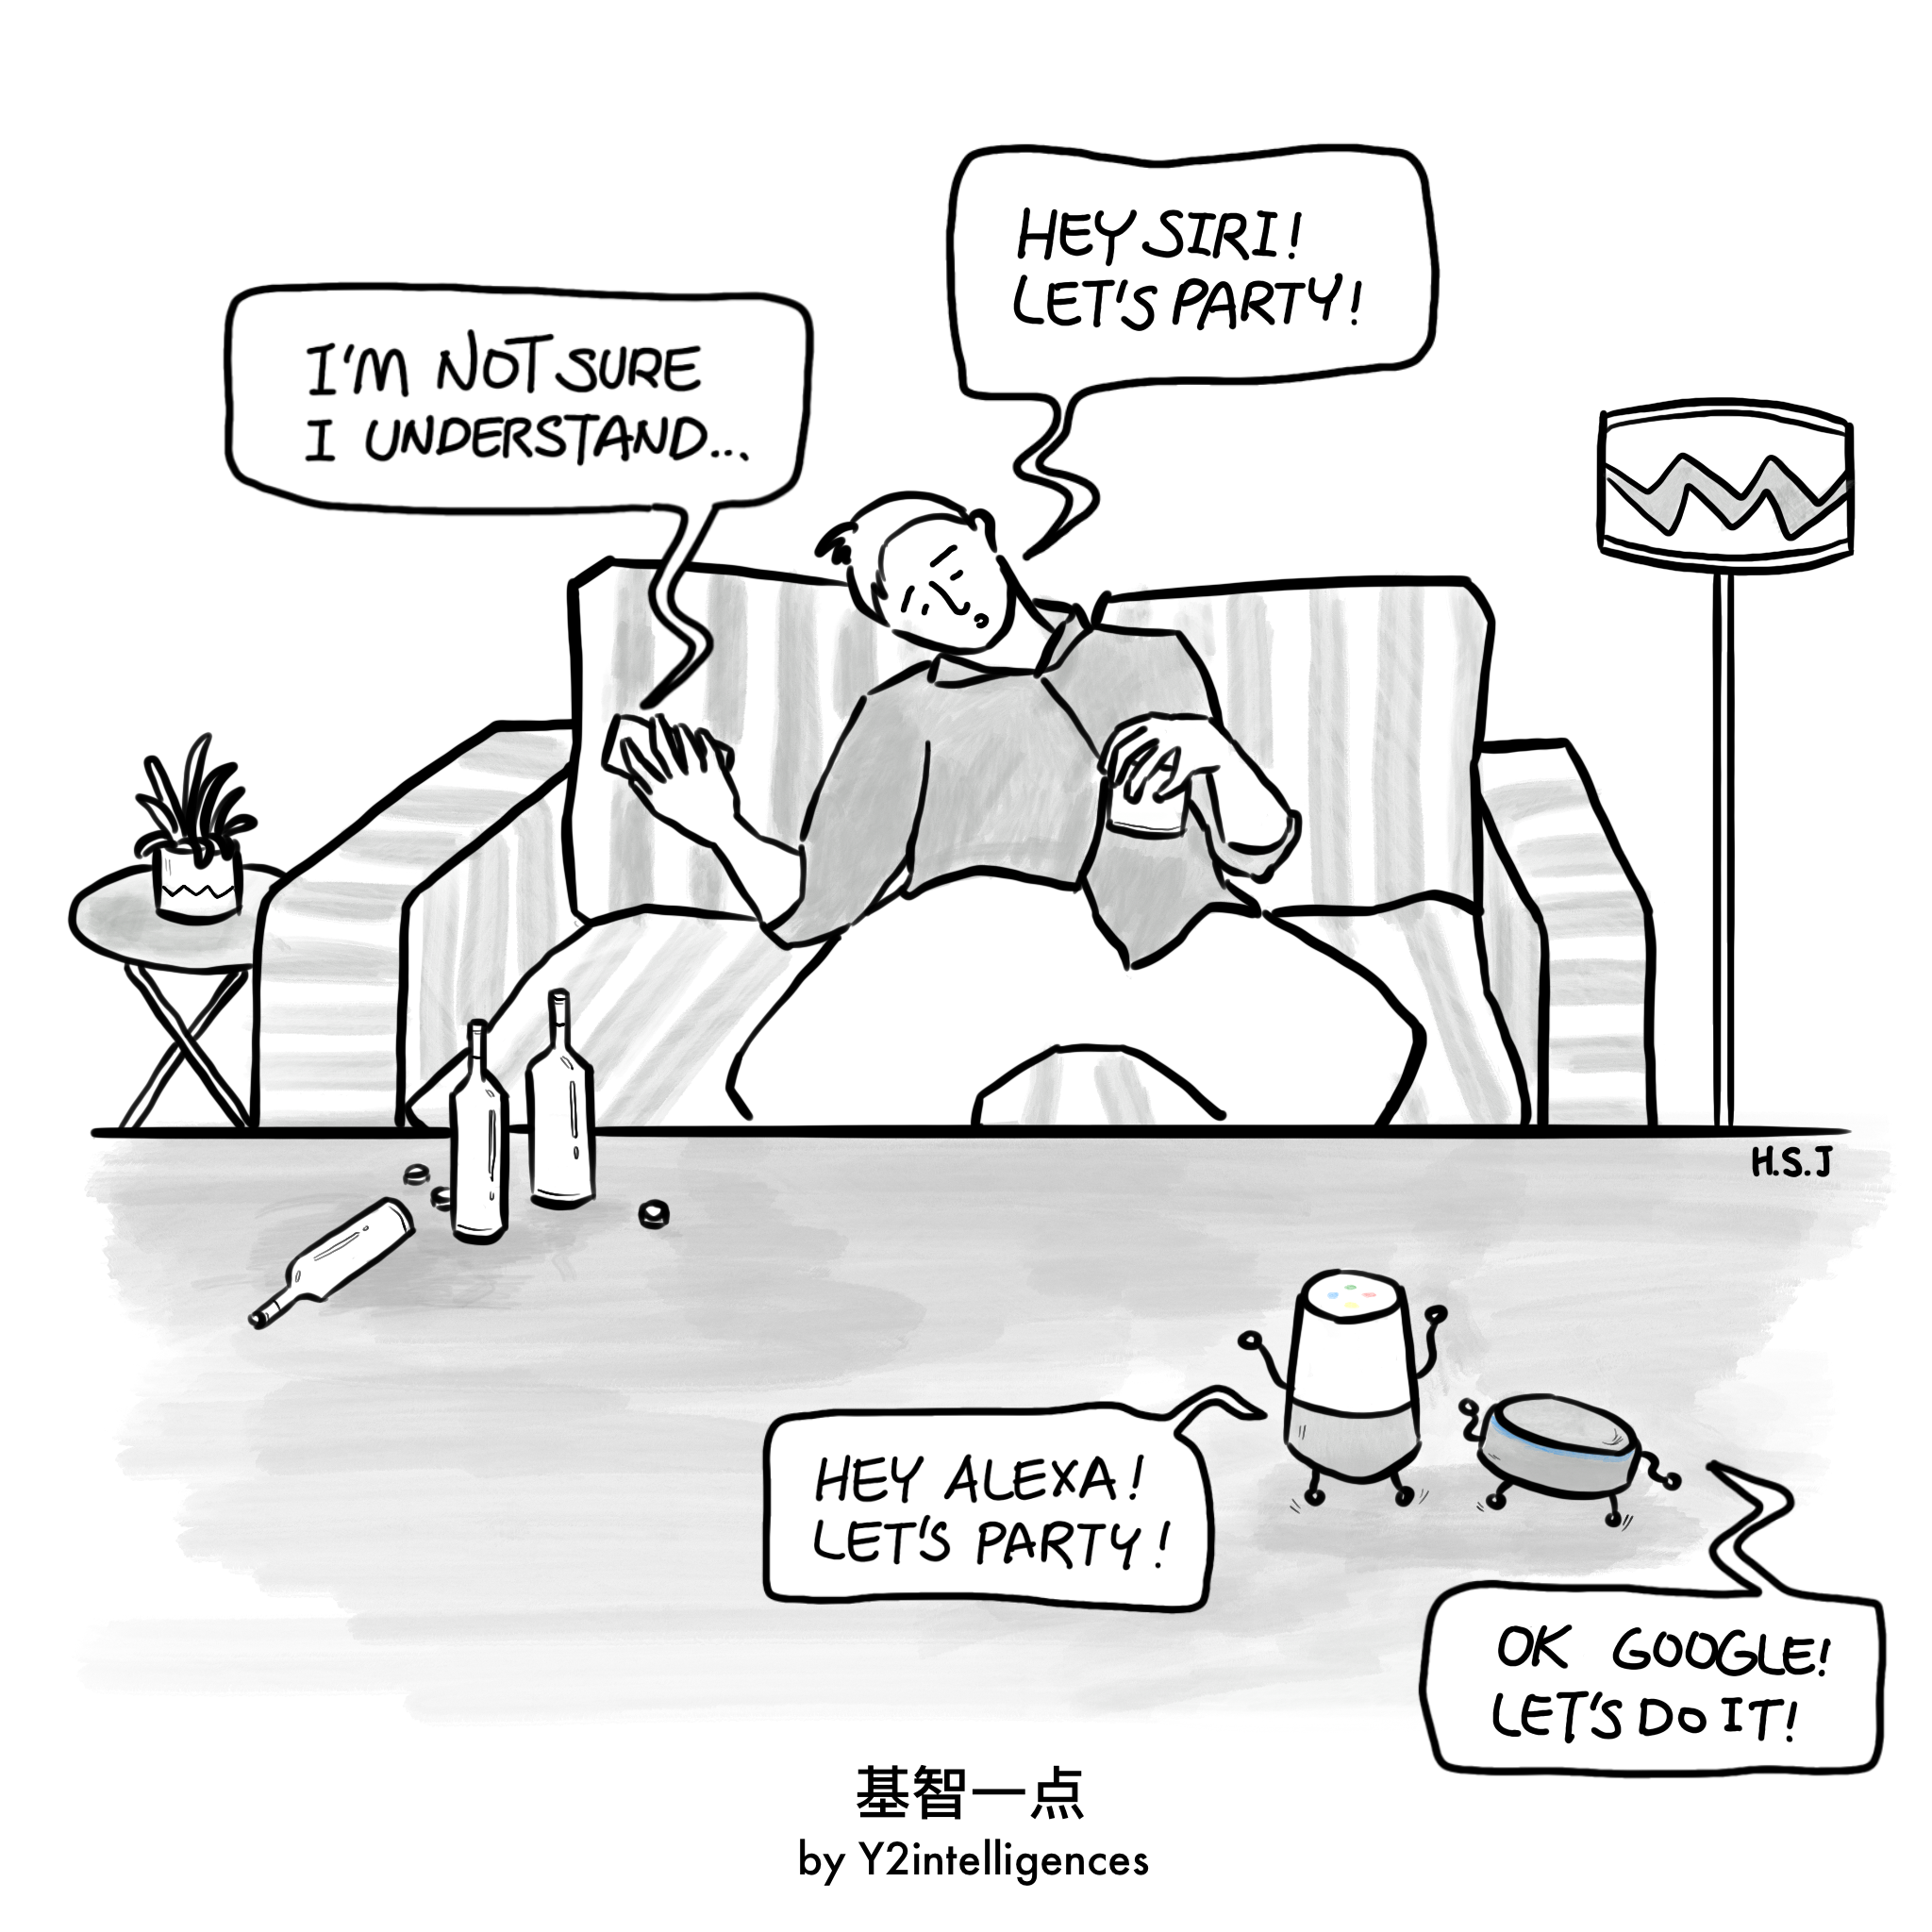 HEY SIRI!
LET'S PARTY!
I'M NOT SURE
I UNDERSTAND...
H.S.J
HEY ALEXA!
LET'S PARTY!
OK GOOGLE!
LET'S DO IT!
基智一点
by Y2intelligences